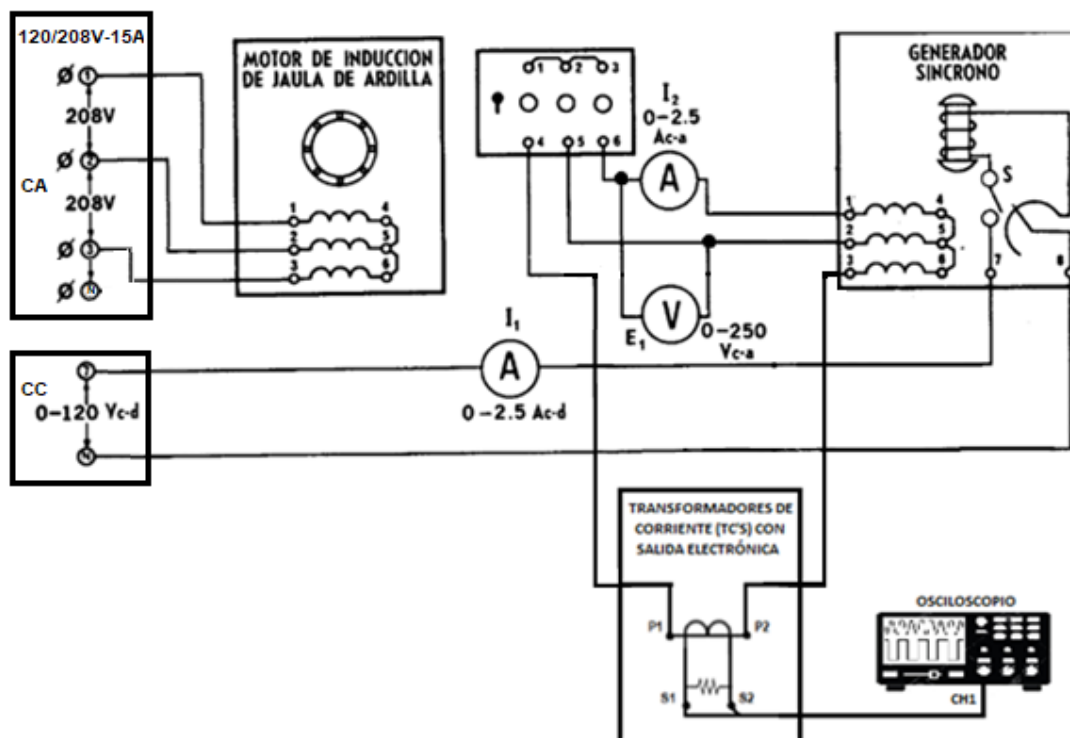 120/208V-15A
1
208V
2
CA
208V
3
N
MOTOR DE INDUCCION
DE JAULA DE ARDILLA
1 4
2 5
3 6
1 2 3
4 5 6
I2
0-2.5
Ac-a
A
E1
V
0-250
Vc-a
GENERADOR
SINCRONO
S
1 4
2 5
3 6
7 8
CC
7
0-120 Vc-d
N
I1
A
0-2.5 Ac-d
TRANSFORMADORES DE
CORRIENTE (TC'S) CON
SALIDA ELECTRÓNICA
P1 P2
S1 S2
OSCILOSCOPIO
CH1